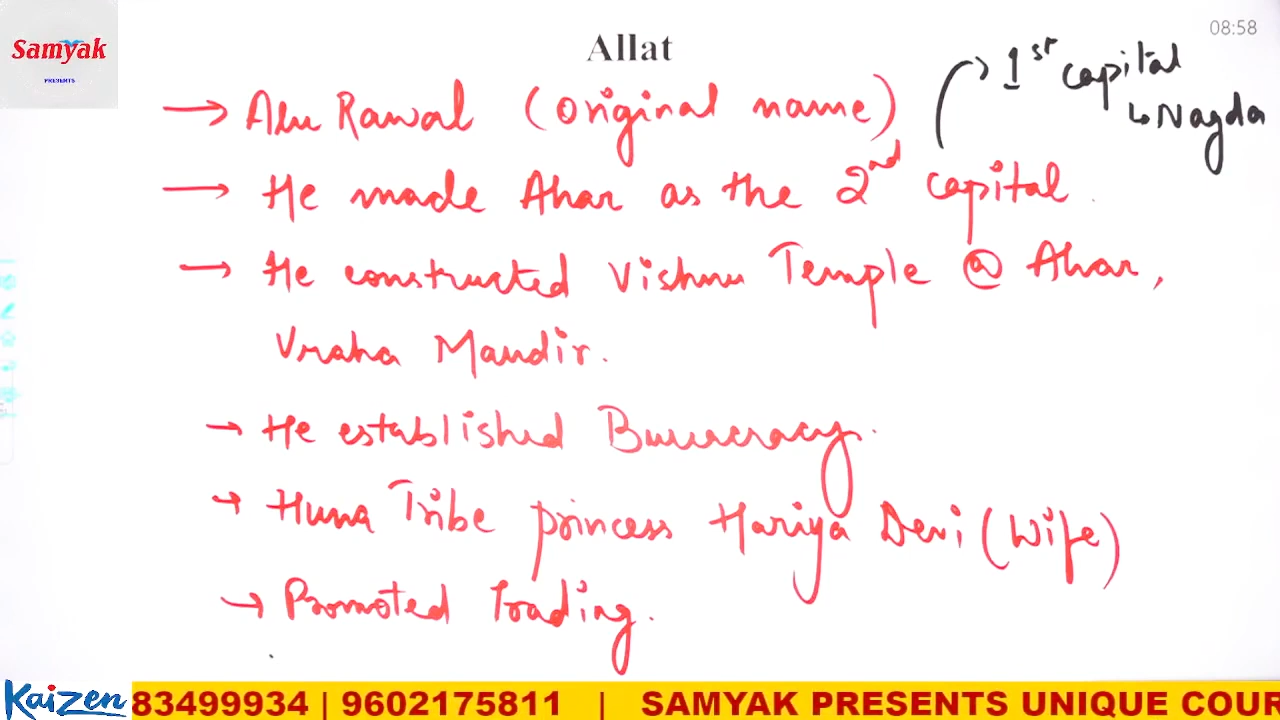 Samyak
PRESENTS
08:58
Allat
→ Alu Rawal (Original name)
→ 1st capital
↳ Nagda
→ He made Ahar as the 2nd capital.
→ He constructed Vishnu Temple @ Ahar,
Vraha Mandir.
→ He established Bureacracy.
→ Huna Tribe princess Hariya Devi (Wife)
→ Promoted trading.
Kaizen
83499934 | 9602175811 | SAMYAK PRESENTS UNIQUE COUR